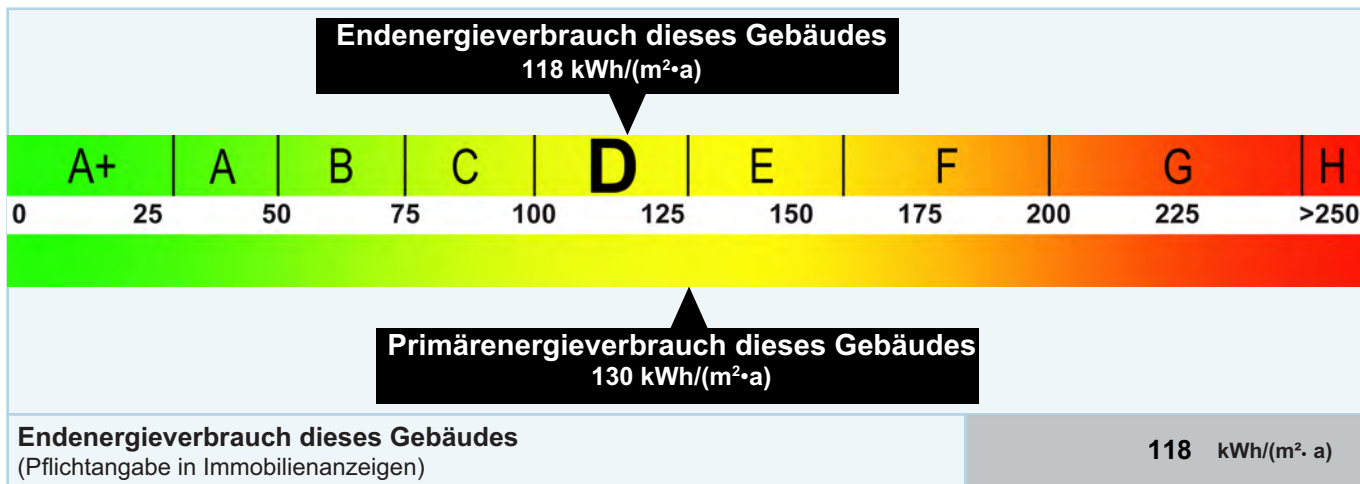 Endenergieverbrauch dieses Gebäudes
118 kWh/(m²•a)
A+ A B C D E F G H
0 25 50 75 100 125 150 175 200 225 >250
Primärenergieverbrauch dieses Gebäudes
130 kWh/(m²•a)
Endenergieverbrauch dieses Gebäudes
(Pflichtangabe in Immobilienanzeigen)
118 kWh/(m²· a)